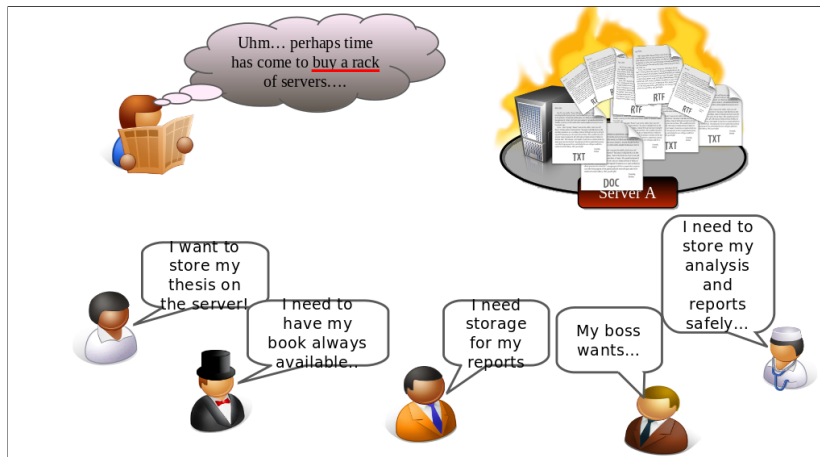 Uhm… perhaps time
has come to buy a rack
of servers….
RTF
RTF
RTF
RTF
RTF
TXT
TXT
TXT
DOC
Server A
I want to
store my
thesis on
the server!
I need to
have my
book always
available..
I need
storage
for my
reports
My boss
wants…
I need to
store my
analysis
and
reports
safely…